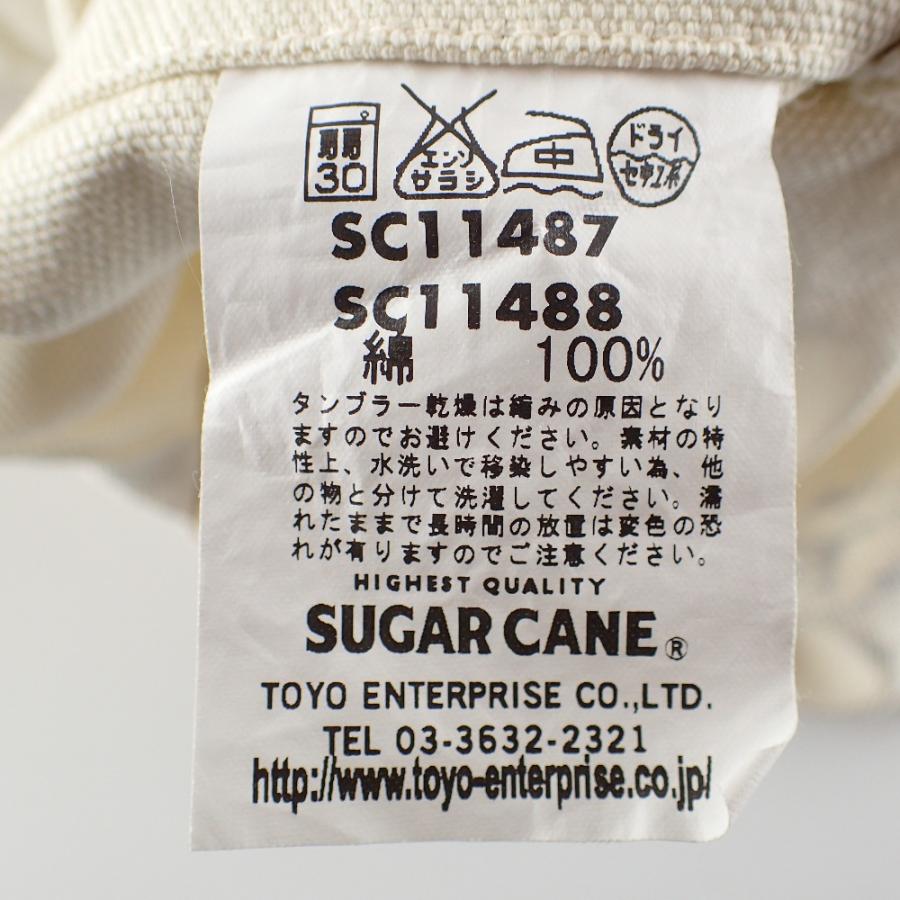 弱 30 エンソ サラシ 中 ドライ セキユ系
SC11487
SC11488
綿 100%
タンブラー乾燥は縮みの原因となり
ますのでお避けください。素材の特
性上、水洗いで移染しやすい為、他
の物と分けて洗濯してください。濡
れたままで長時間の放置は変色の恐
れが有りますのでご注意ください。
HIGHEST QUALITY
SUGAR CANE®
TOYO ENTERPRISE CO.,LTD.
TEL 03-3632-2321
http://www.toyo-enterprise.co.jp/